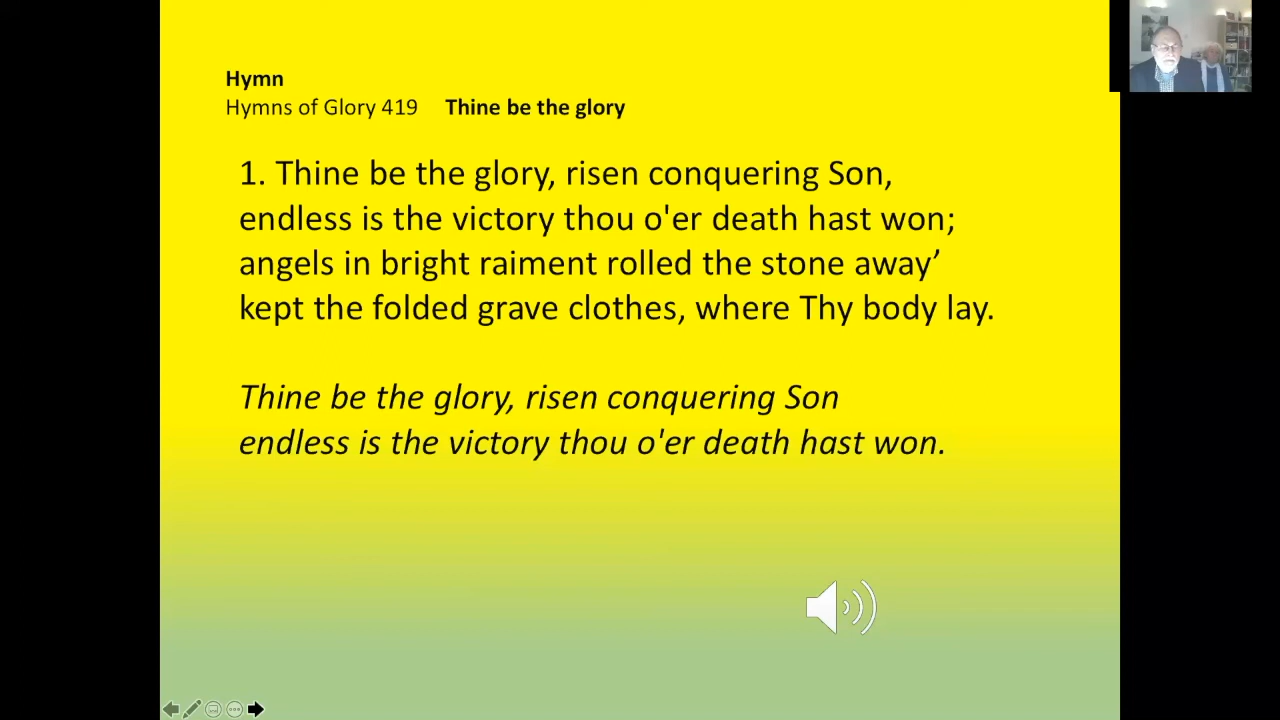 Hymn
Hymns of Glory 419 Thine be the glory
1. Thine be the glory, risen conquering Son,
endless is the victory thou o'er death hast won;
angels in bright raiment rolled the stone away’
kept the folded grave clothes, where Thy body lay.
Thine be the glory, risen conquering Son
endless is the victory thou o'er death hast won.